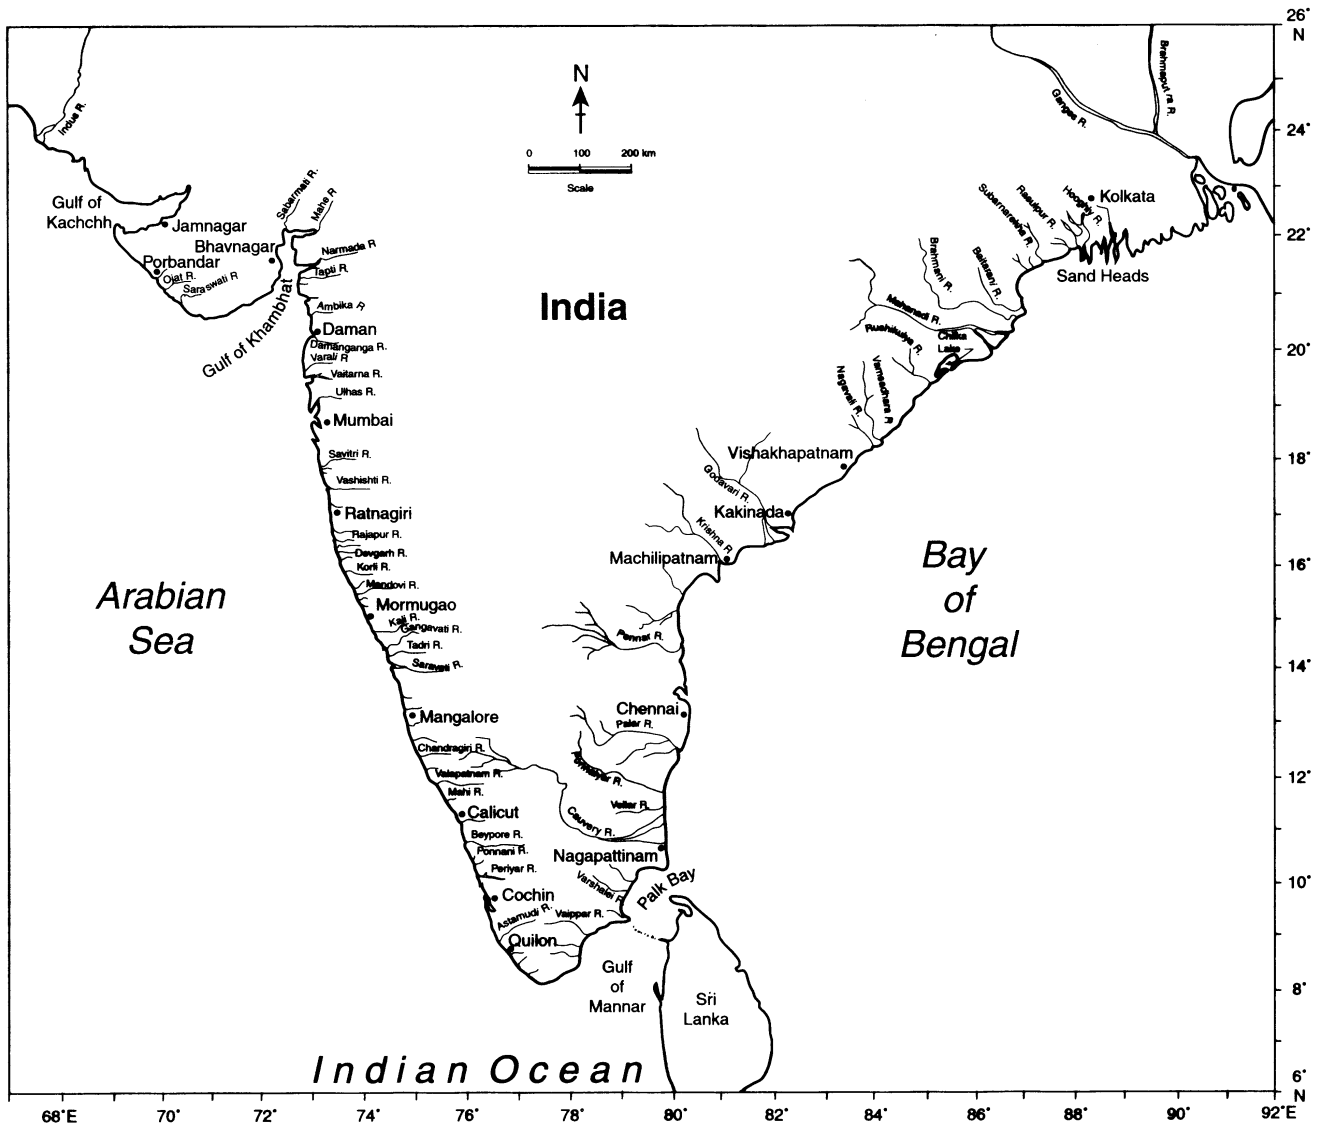 26°
N
Brahmaputra R.
Ganges R.
24°
Indus R.
N
0 100 200 km
Scale
Gulf of
Kachchh
Jamnagar
Bhavnagar
Porbandar
Ojat R.
Saraswati R
Sabarmati R.
Mahe R
Narmada R
Tapti R.
Ambika R
Gulf of Khambhat
Daman
Damanganga R.
Varali R
Vaitarna R.
Ulhas R.
Mumbai
Savitri R.
Vashishti R.
Ratnagiri
Rajapur R.
Devgarh R.
Korli R.
Mandovi R.
Mormugao
Kali R.
Gangavati R.
Tadri R.
Saravati R.
Mangalore
Chandragiri R.
Valapatnam R.
Mahi R.
Calicut
Beypore R.
Ponnani R.
Periyar R.
Cochin
Astamudi R.
Quilon
India
Subarnarekha R.
Rasulpur R.
Hooghly R.
Kolkata
22°
Sand Heads
Brahmani R.
Baitarani R.
Mahanadi R.
Rushikulya R.
Chilka
Lake
20°
Nagavali R.
Vamsadhara R
Vishakhapatnam
18°
Godavari R.
Kakinada
Krishna R
Machilipatnam
16°
Pennar R.
14°
Chennai
Palar R.
12°
Vellar R.
Cauvery R.
Nagapattinam
Varshalei R
Palk Bay
10°
Vaippar R.
Gulf
of
Mannar
Sri
Lanka
8°
Arabian
Sea
Bay
of
Bengal
Indian Ocean
6°
N
68°E 70° 72° 74° 76° 78° 80° 82° 84° 86° 88° 90° 92°E